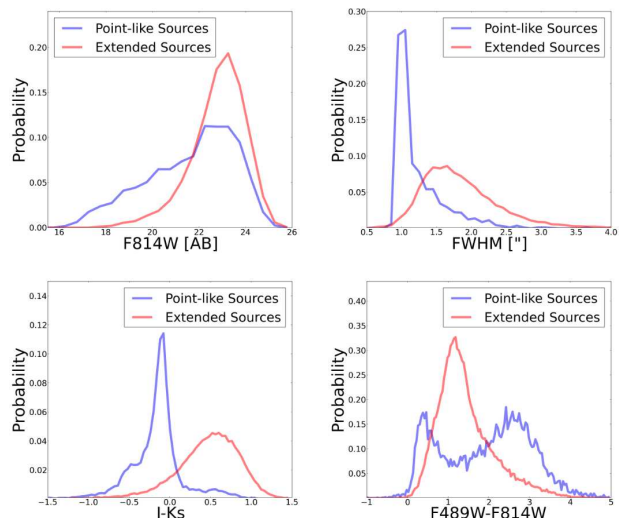 Point-like Sources
Extended Sources
Probability
0.20
0.15
0.10
0.05
0.00
16 18 20 22 24 26
F814W [AB]
Point-like Sources
Extended Sources
Probability
0.30
0.25
0.20
0.15
0.10
0.05
0.5 1.0 1.5 2.0 2.5 3.0 3.5 4.0
FWHM ["]
Point-like Sources
Extended Sources
Probability
0.14
0.12
0.10
0.08
0.06
0.04
0.02
−1.5 −1.0 −0.5 0.0 0.5 1.0 1.5
J-Ks
Point-like Sources
Extended Sources
Probability
0.40
0.35
0.30
0.25
0.20
0.15
0.10
0.05
0.00
−1 0 1 2 3 4 5
F489W-F814W